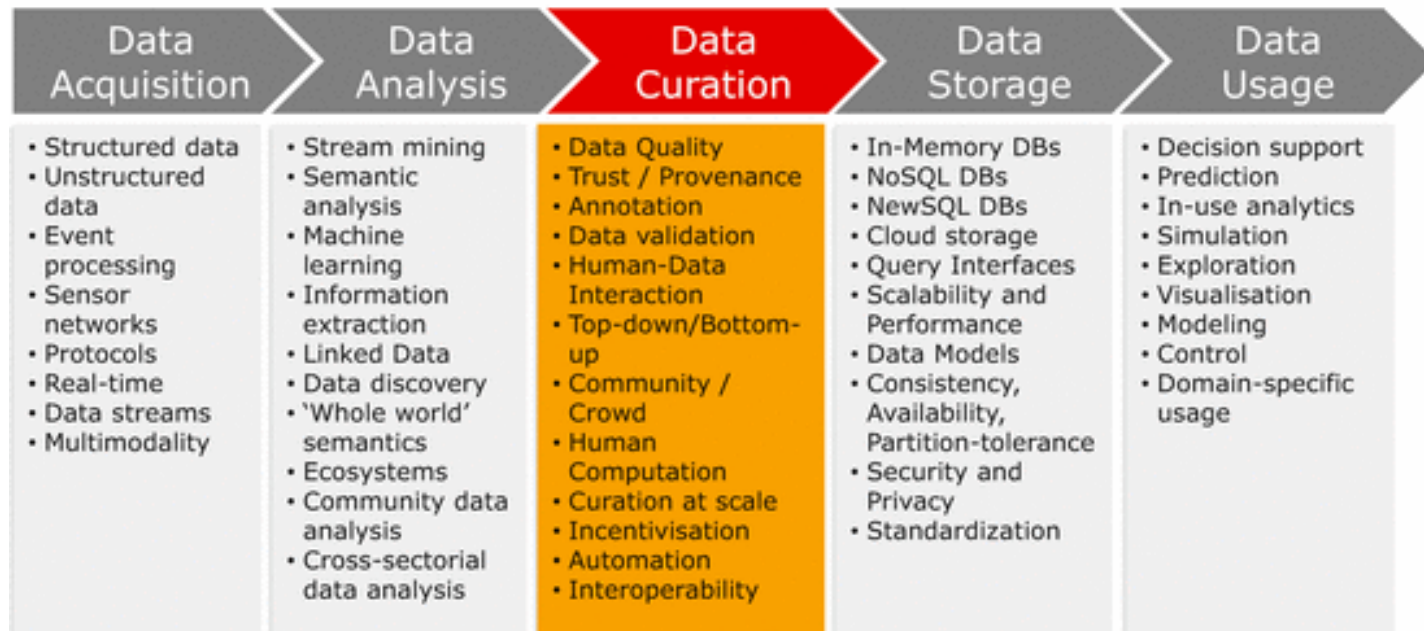 Data
Acquisition
Data
Analysis
Data
Curation
Data
Storage
Data
Usage
• Structured data
• Unstructured
data
• Event
processing
• Sensor
networks
• Protocols
• Real-time
• Data streams
• Multimodality
• Stream mining
• Semantic
analysis
• Machine
learning
• Information
extraction
• Linked Data
• Data discovery
• ‘Whole world’
semantics
• Ecosystems
• Community data
analysis
• Cross-sectorial
data analysis
• Data Quality
• Trust / Provenance
• Annotation
• Data validation
• Human-Data
Interaction
• Top-down/Bottom-
up
• Community /
Crowd
• Human
Computation
• Curation at scale
• Incentivisation
• Automation
• Interoperability
• In-Memory DBs
• NoSQL DBs
• NewSQL DBs
• Cloud storage
• Query Interfaces
• Scalability and
Performance
• Data Models
• Consistency,
Availability,
Partition-tolerance
• Security and
Privacy
• Standardization
• Decision support
• Prediction
• In-use analytics
• Simulation
• Exploration
• Visualisation
• Modeling
• Control
• Domain-specific
usage